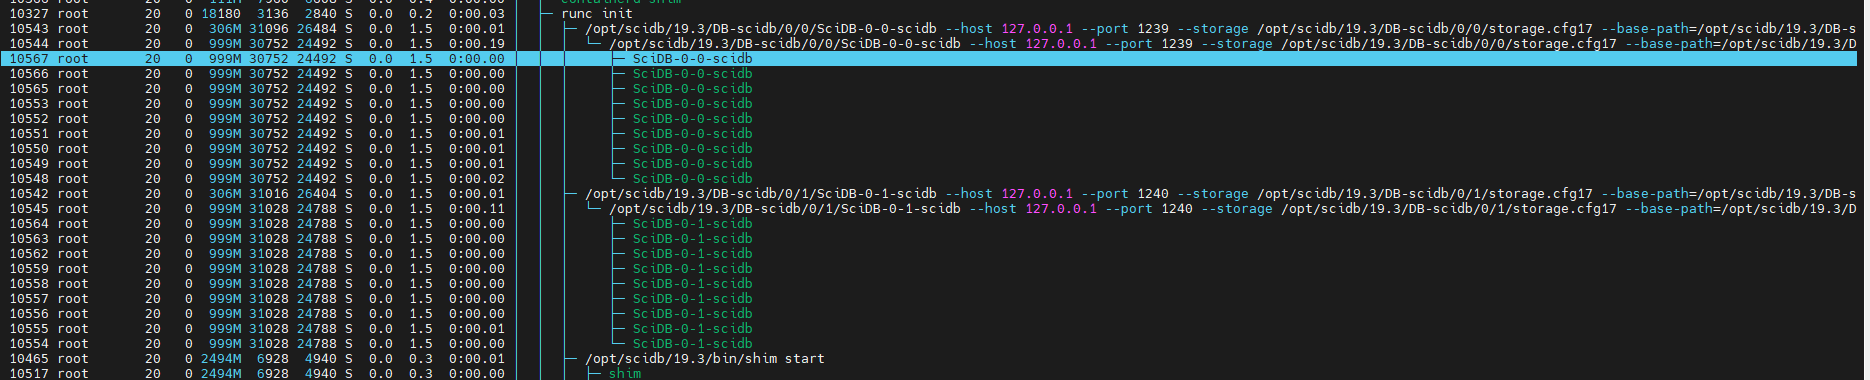 10327 root 20 0 18180 3136 2840 S 0.0 0.2 0:00.03 runc init
10543 root 20 0 306M 31096 26484 S 0.0 1.5 0:00.01 /opt/scidb/19.3/DB-scidb/0/0/SciDB-0-0-scidb --host 127.0.0.1 --port 1239 --storage /opt/scidb/19.3/DB-scidb/0/0/storage.cfg17 --base-path=/opt/scidb/19.3/DB-s
10544 root 20 0 999M 30752 24492 S 0.0 1.5 0:00.19 /opt/scidb/19.3/DB-scidb/0/0/SciDB-0-0-scidb --host 127.0.0.1 --port 1239 --storage /opt/scidb/19.3/DB-scidb/0/0/storage.cfg17 --base-path=/opt/scidb/19.3/D
10567 root 20 0 999M 30752 24492 S 0.0 1.5 0:00.00 SciDB-0-0-scidb
10566 root 20 0 999M 30752 24492 S 0.0 1.5 0:00.00 SciDB-0-0-scidb
10565 root 20 0 999M 30752 24492 S 0.0 1.5 0:00.00 SciDB-0-0-scidb
10553 root 20 0 999M 30752 24492 S 0.0 1.5 0:00.00 SciDB-0-0-scidb
10552 root 20 0 999M 30752 24492 S 0.0 1.5 0:00.00 SciDB-0-0-scidb
10551 root 20 0 999M 30752 24492 S 0.0 1.5 0:00.01 SciDB-0-0-scidb
10550 root 20 0 999M 30752 24492 S 0.0 1.5 0:00.01 SciDB-0-0-scidb
10549 root 20 0 999M 30752 24492 S 0.0 1.5 0:00.01 SciDB-0-0-scidb
10548 root 20 0 999M 30752 24492 S 0.0 1.5 0:00.02 SciDB-0-0-scidb
10542 root 20 0 306M 31016 26404 S 0.0 1.5 0:00.01 /opt/scidb/19.3/DB-scidb/0/1/SciDB-0-1-scidb --host 127.0.0.1 --port 1240 --storage /opt/scidb/19.3/DB-scidb/0/1/storage.cfg17 --base-path=/opt/scidb/19.3/DB-s
10545 root 20 0 999M 31028 24788 S 0.0 1.5 0:00.11 /opt/scidb/19.3/DB-scidb/0/1/SciDB-0-1-scidb --host 127.0.0.1 --port 1240 --storage /opt/scidb/19.3/DB-scidb/0/1/storage.cfg17 --base-path=/opt/scidb/19.3/D
10564 root 20 0 999M 31028 24788 S 0.0 1.5 0:00.00 SciDB-0-1-scidb
10563 root 20 0 999M 31028 24788 S 0.0 1.5 0:00.00 SciDB-0-1-scidb
10562 root 20 0 999M 31028 24788 S 0.0 1.5 0:00.00 SciDB-0-1-scidb
10559 root 20 0 999M 31028 24788 S 0.0 1.5 0:00.00 SciDB-0-1-scidb
10558 root 20 0 999M 31028 24788 S 0.0 1.5 0:00.00 SciDB-0-1-scidb
10557 root 20 0 999M 31028 24788 S 0.0 1.5 0:00.00 SciDB-0-1-scidb
10556 root 20 0 999M 31028 24788 S 0.0 1.5 0:00.00 SciDB-0-1-scidb
10555 root 20 0 999M 31028 24788 S 0.0 1.5 0:00.01 SciDB-0-1-scidb
10554 root 20 0 999M 31028 24788 S 0.0 1.5 0:00.00 SciDB-0-1-scidb
10465 root 20 0 2494M 6928 4940 S 0.0 0.3 0:00.01 /opt/scidb/19.3/bin/shim start
10517 root 20 0 2494M 6928 4940 S 0.0 0.3 0:00.00 shim